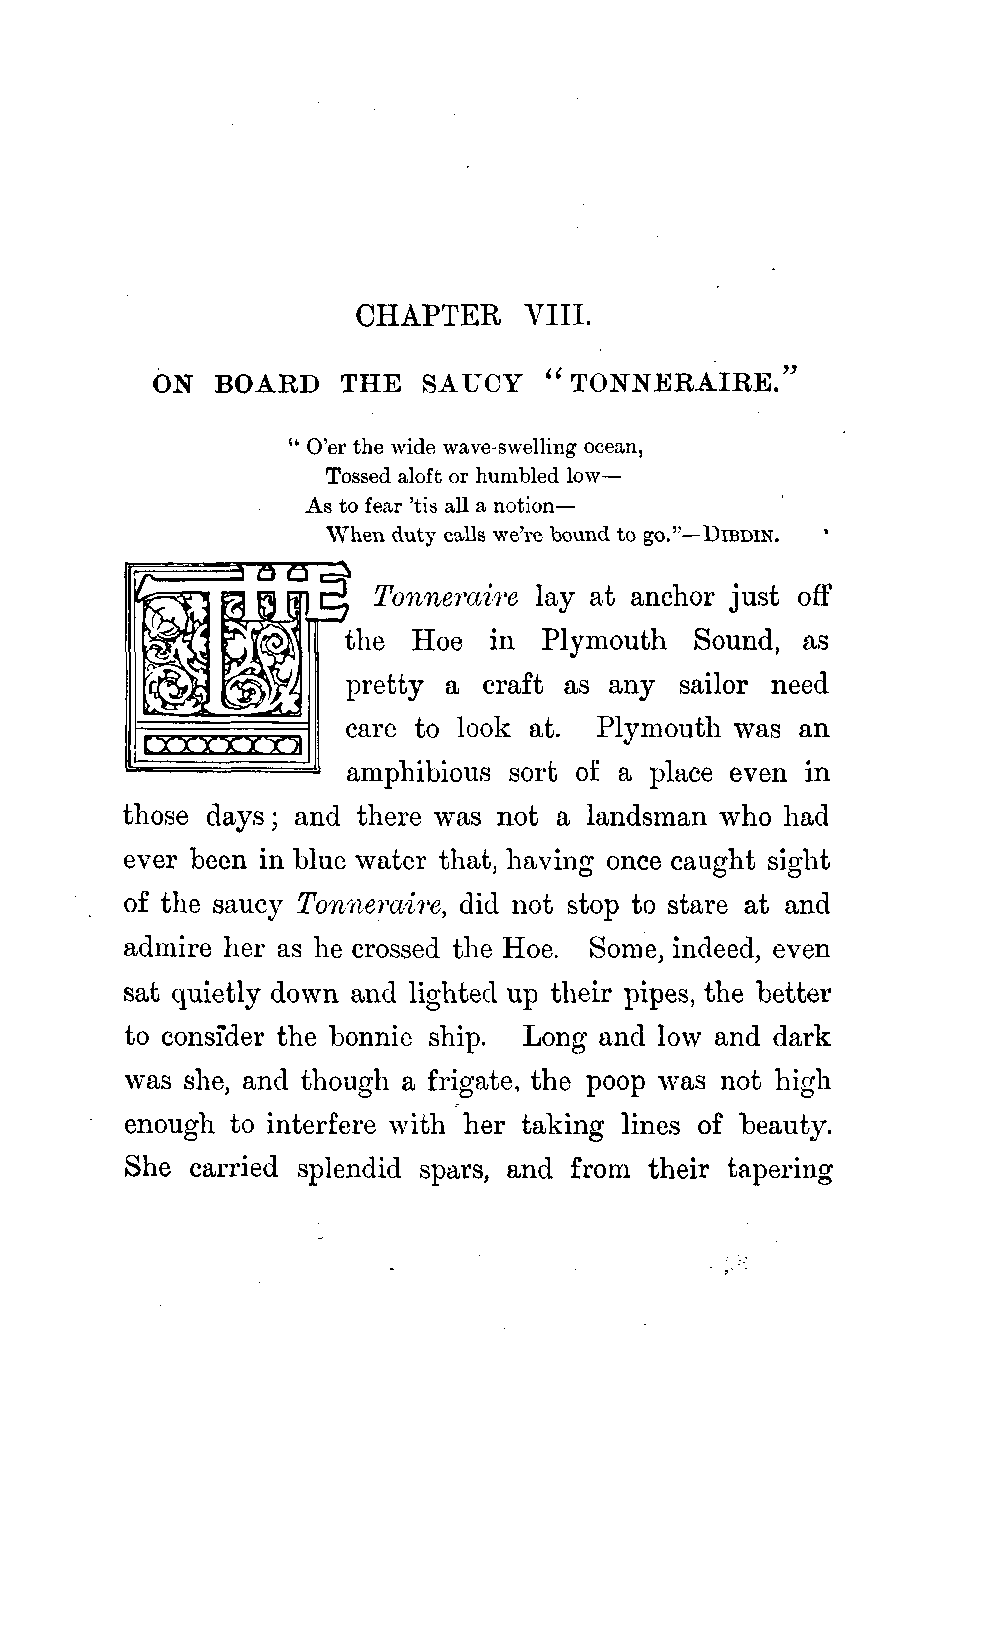 CHAPTER VIII.
ON BOARD THE SAUCY “TONNERAIRE.”
“O’er the wide wave-swelling ocean,
Tossed aloft or humbled low—
As to fear ’tis all a notion—
When duty calls we’re bound to go.”—DIBDIN.
THE Tonneraire lay at anchor just off
the Hoe in Plymouth Sound, as
pretty a craft as any sailor need
care to look at. Plymouth was an
amphibious sort of a place even in
those days; and there was not a landsman who had
ever been in blue water that, having once caught sight
of the saucy Tonneraire, did not stop to stare at and
admire her as he crossed the Hoe. Some, indeed, even
sat quietly down and lighted up their pipes, the better
to consider the bonnie ship. Long and low and dark
was she, and though a frigate, the poop was not high
enough to interfere with her taking lines of beauty.
She carried splendid spars, and from their tapering